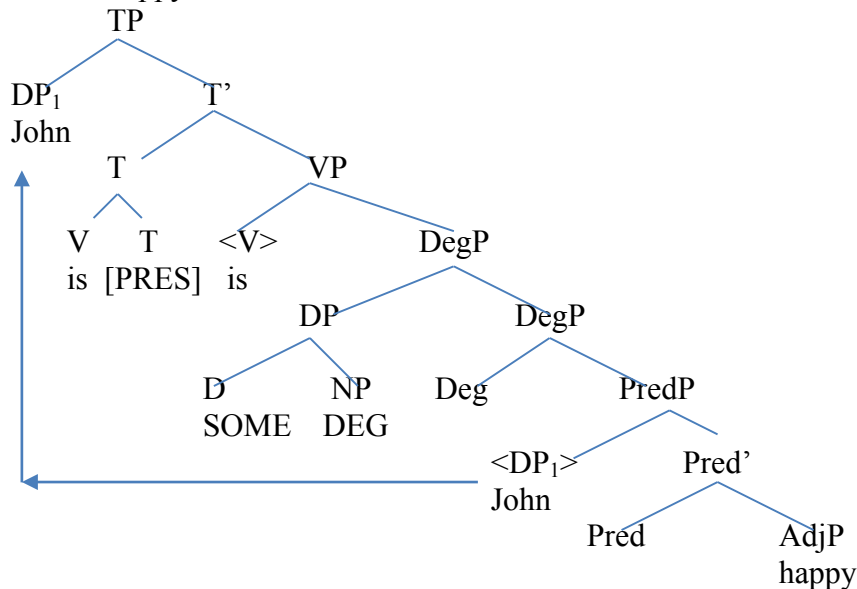 TP
DP₁ T’
John
T VP
V T <V> DegP
is [PRES] is
DP DegP
D NP Deg PredP
SOME DEG
<DP₁> Pred’
John
Pred AdjP
happy